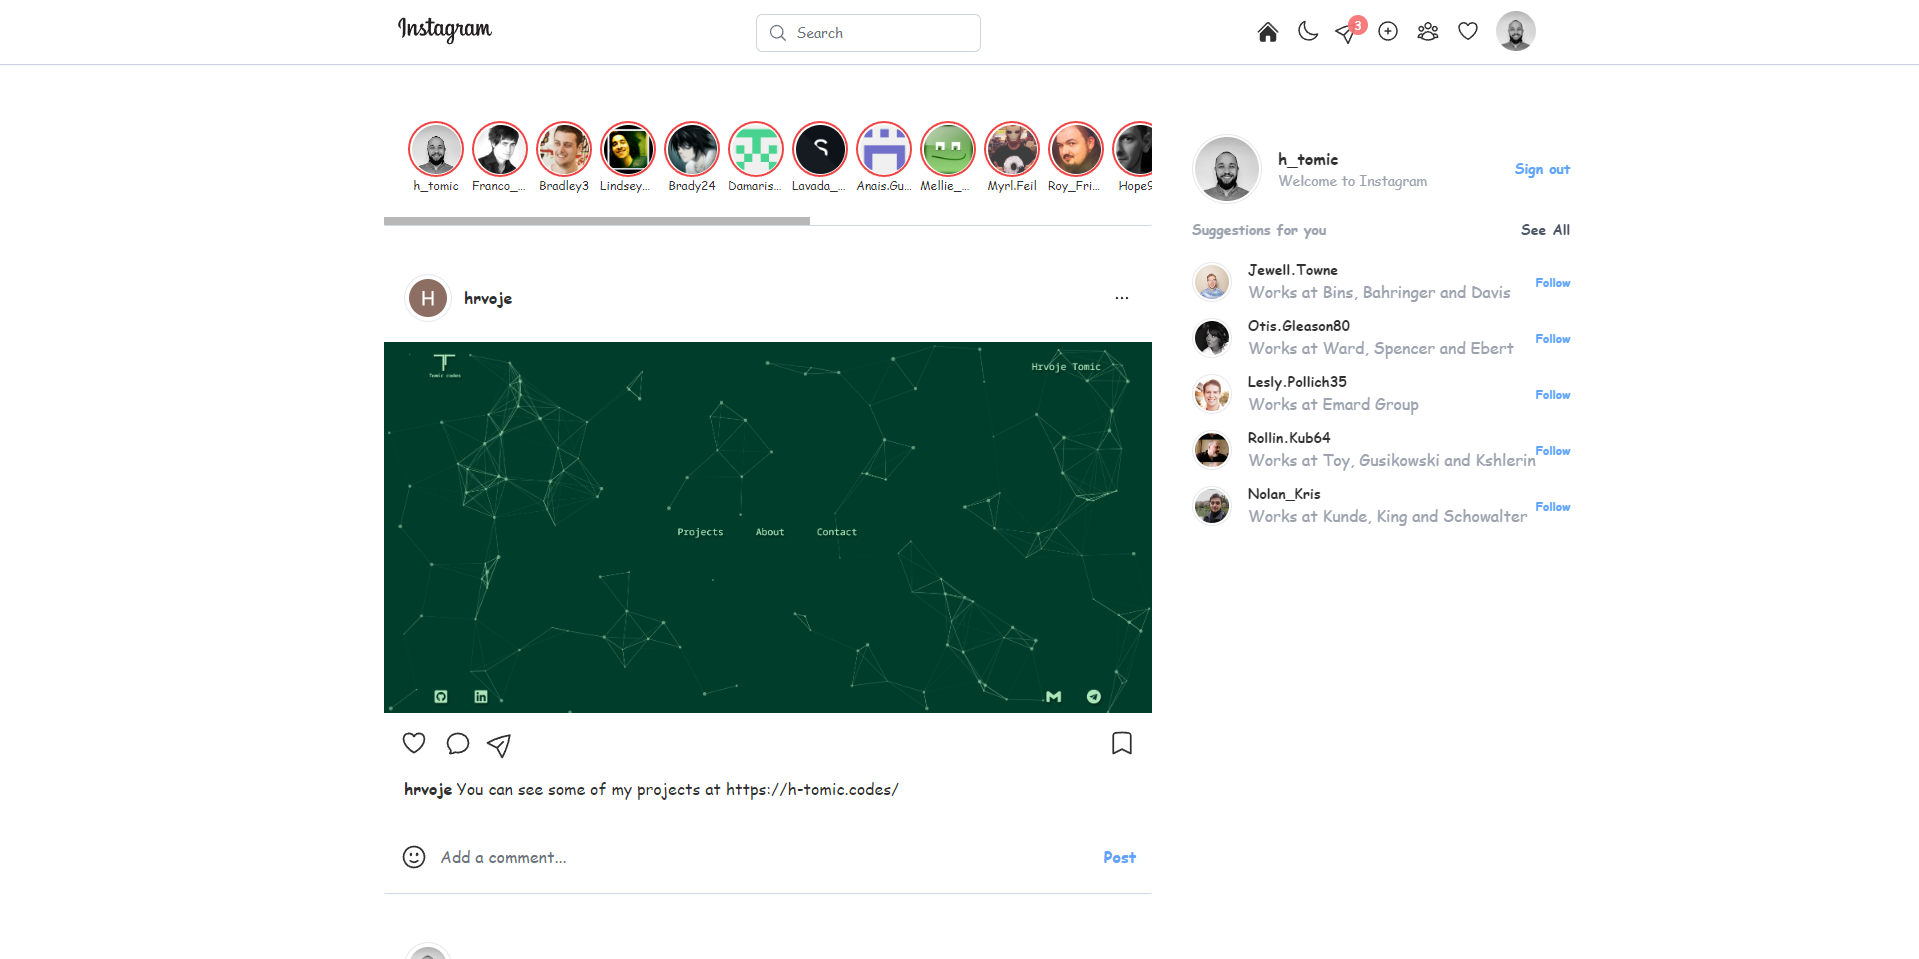 Instagram
Search
3
h_tomic
Franco_...
Bradley3
Lindsey...
Brady24
Damaris...
Lavada_...
Anais.Gu...
Mellie_...
Myrl.Feil
Roy_Fri...
Hope9
h_tomic
Welcome to Instagram
Sign out
Suggestions for you
See All
Jewell.Towne
Works at Bins, Bahringer and Davis
Follow
Otis.Gleason80
Works at Ward, Spencer and Ebert
Follow
Lesly.Pollich35
Works at Emard Group
Follow
Rollin.Kub64
Works at Toy, Gusikowski and Kshlerin
Follow
Nolan_Kris
Works at Kunde, King and Schowalter
Follow
H
hrvoje
...
Tomic codes
Hrvoje Tomic
Projects
About
Contact
hrvoje You can see some of my projects at https://h-tomic.codes/
Add a comment...
Post